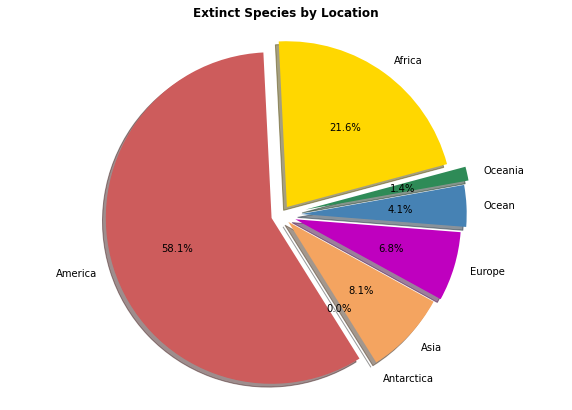 Extinct Species by Location
Africa
21.6%
Oceania
1.4%
Ocean
4.1%
58.1%
6.8%
America
Europe
8.1%
0.0%
Asia
Antarctica